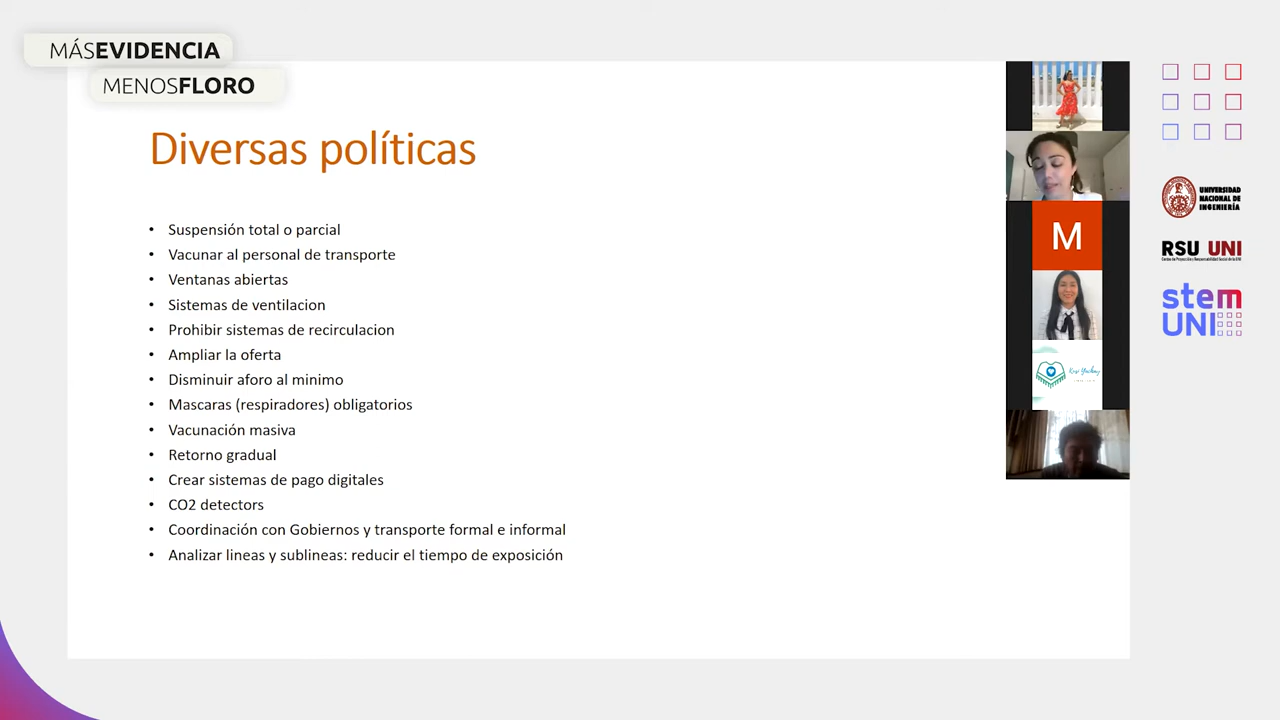 MÁSEVIDENCIA
MENOSFLORO
Diversas políticas
• Suspensión total o parcial
• Vacunar al personal de transporte
• Ventanas abiertas
• Sistemas de ventilacion
• Prohibir sistemas de recirculacion
• Ampliar la oferta
• Disminuir aforo al minimo
• Mascaras (respiradores) obligatorios
• Vacunación masiva
• Retorno gradual
• Crear sistemas de pago digitales
• CO2 detectors
• Coordinación con Gobiernos y transporte formal e informal
• Analizar lineas y sublineas: reducir el tiempo de exposición
M
UNIVERSIDAD
NACIONAL DE
INGENIERÍA
RSU UNI
stem
UNI